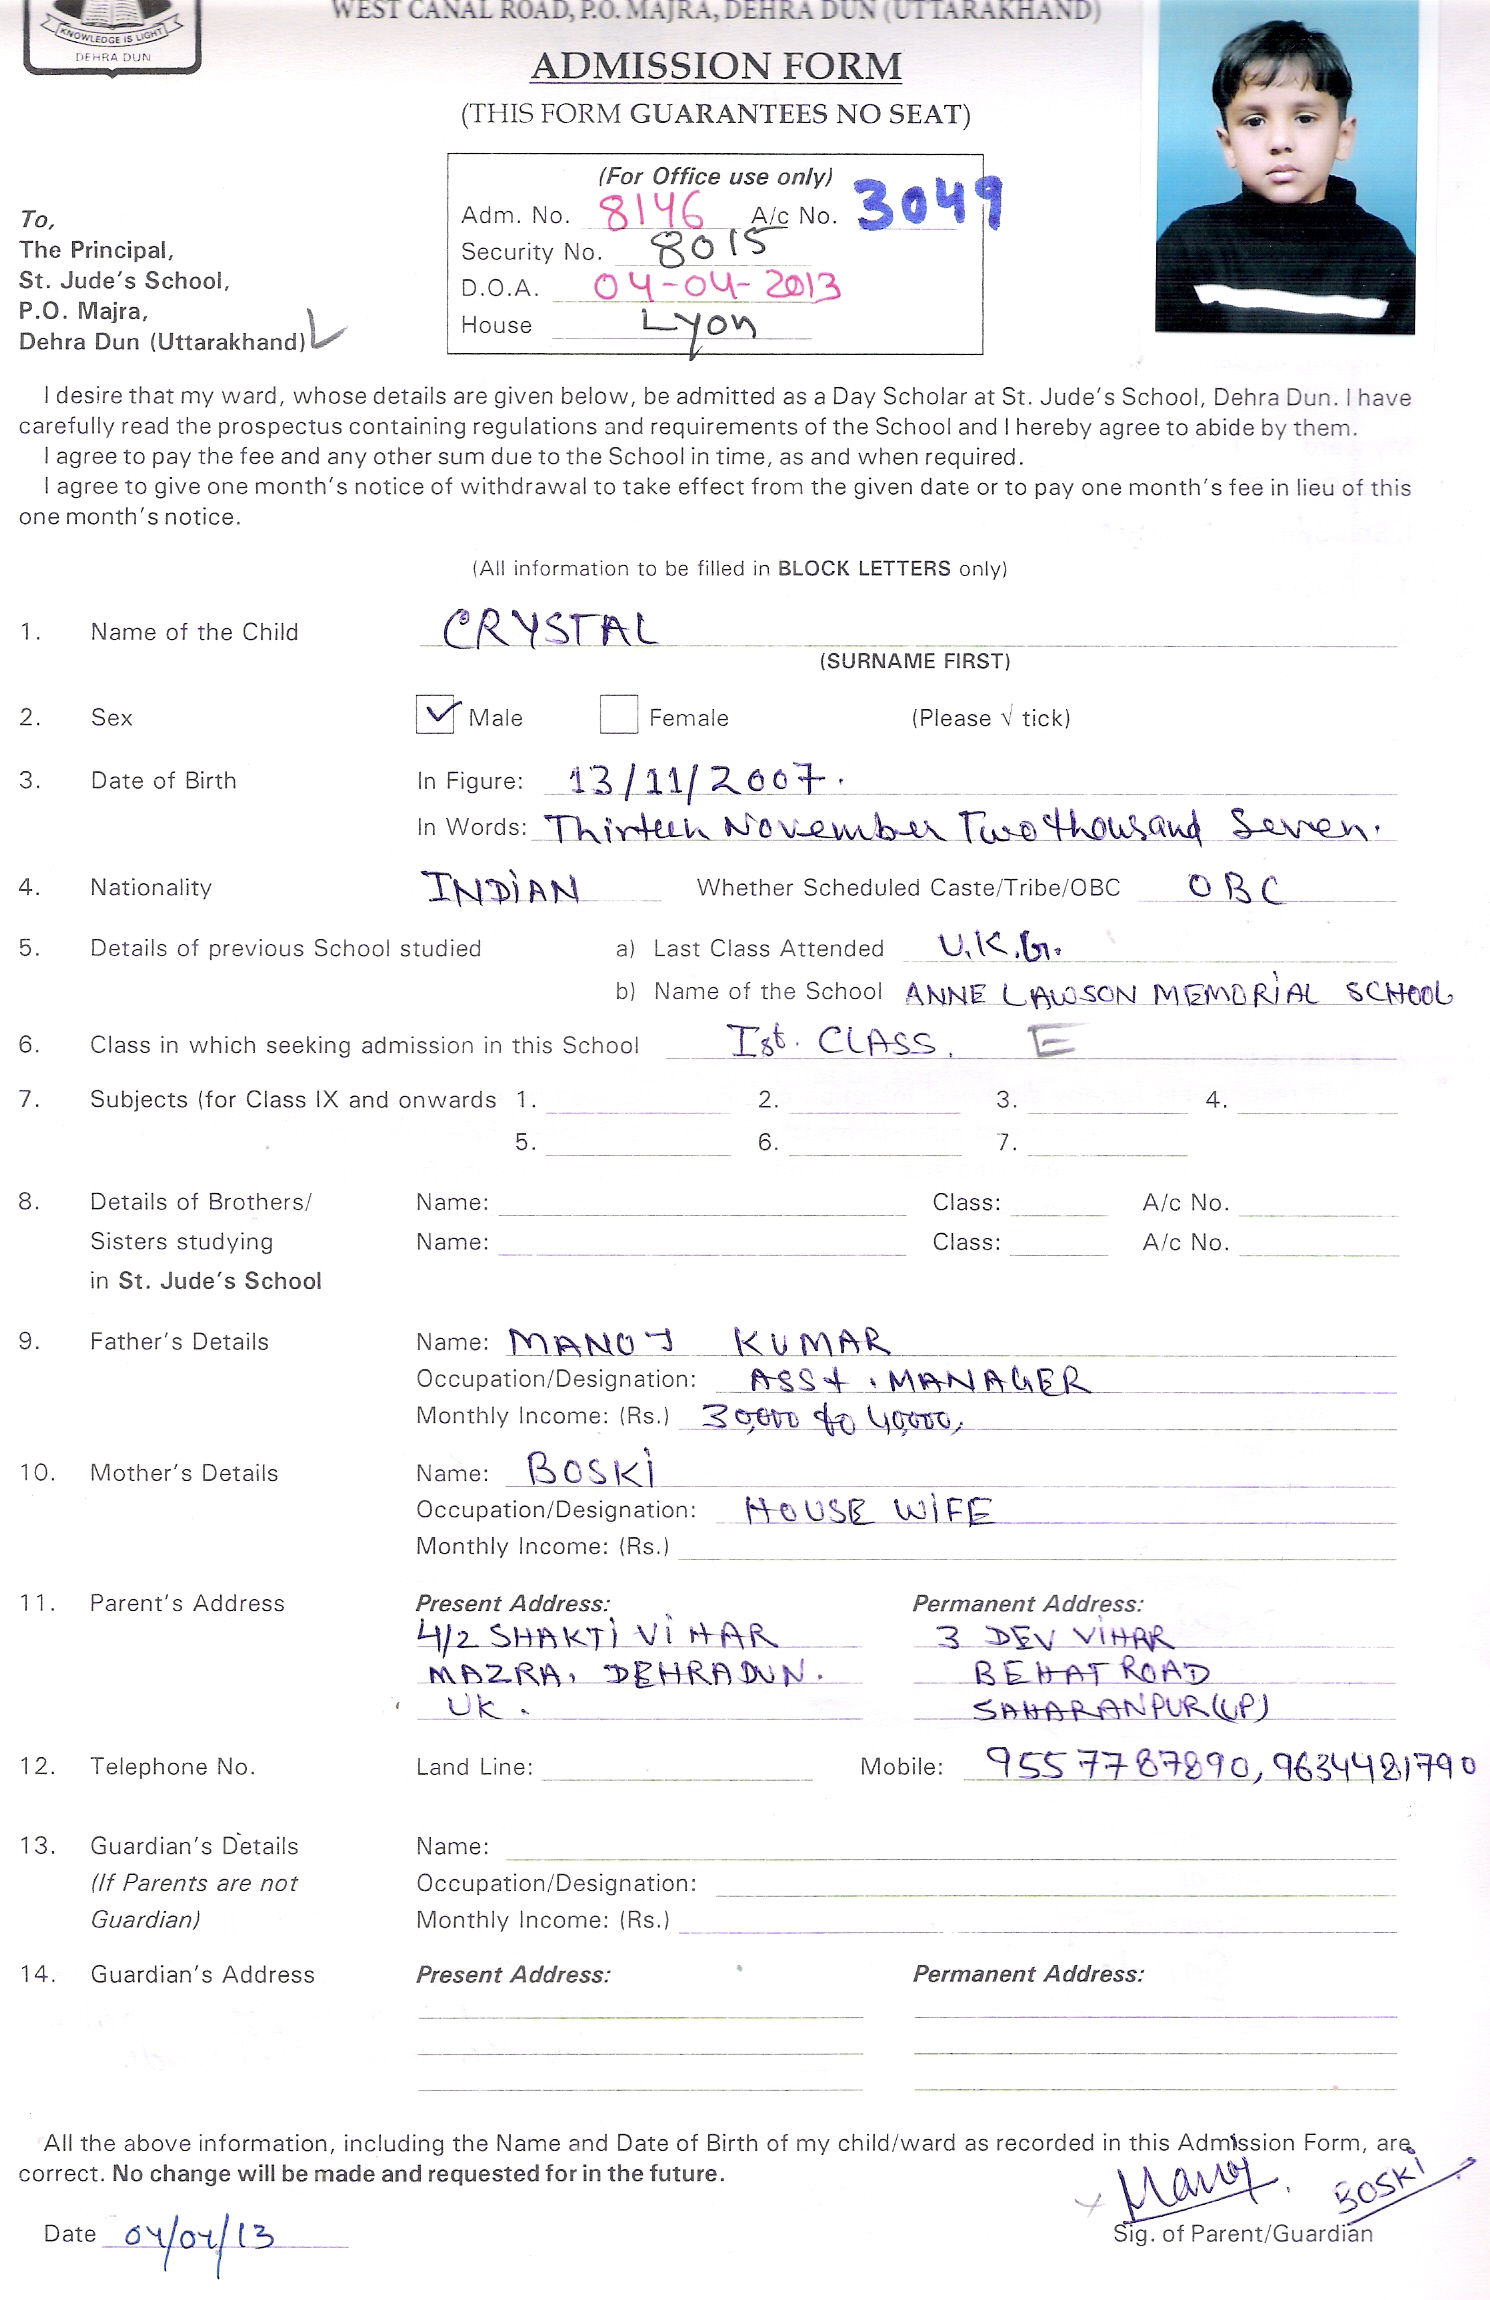 WEST CANAL ROAD, P.O. MAJRA, DEHRA DUN (UTTARAKHAND)
KNOWLEDGE IS LIGHT
DEHRA DUN
ADMISSION FORM
(THIS FORM GUARANTEES NO SEAT)
(For Office use only)
Adm. No. 8146 A/c No. 3049
Security No. 8015
D.O.A. 04-04-2013
House Lyon
To,
The Principal,
St. Jude's School,
P.O. Majra,
Dehra Dun (Uttarakhand)
I desire that my ward, whose details are given below, be admitted as a Day Scholar at St. Jude's School, Dehra Dun. I have
carefully read the prospectus containing regulations and requirements of the School and I hereby agree to abide by them.
I agree to pay the fee and any other sum due to the School in time, as and when required.
I agree to give one month's notice of withdrawal to take effect from the given date or to pay one month's fee in lieu of this
one month's notice.
(All information to be filled in BLOCK LETTERS only)
1. Name of the Child CRYSTAL
(SURNAME FIRST)
2. Sex ✓ Male Female (Please √ tick)
3. Date of Birth In Figure: 13/11/2007.
In Words: Thirteen November Two thousand Seven.
4. Nationality INDIAN Whether Scheduled Caste/Tribe/OBC OBC
5. Details of previous School studied a) Last Class Attended U.K.G.
b) Name of the School ANNE LAWSON MEMORIAL SCHOOL
6. Class in which seeking admission in this School Ist. CLASS. E
7. Subjects (for Class IX and onwards 1. 2. 3. 4.
5. 6. 7.
8. Details of Brothers/ Name: Class: A/c No.
Sisters studying Name: Class: A/c No.
in St. Jude's School
9. Father's Details Name: MANOJ KUMAR
Occupation/Designation: ASSt. MANAGER
Monthly Income: (Rs.) 30,000 to 40,000,
10. Mother's Details Name: BOSKI
Occupation/Designation: HOUSE WIFE
Monthly Income: (Rs.)
11. Parent's Address Present Address: Permanent Address:
4/2 SHAKTI VIHAR 3 DEV VIHAR
MAZRA, DEHRADUN. BEHAT ROAD
UK. SAHARANPUR(UP)
12. Telephone No. Land Line: Mobile: 9557787890, 9634481790
13. Guardian's Details Name:
(If Parents are not Occupation/Designation:
Guardian) Monthly Income: (Rs.)
14. Guardian's Address Present Address: Permanent Address:
All the above information, including the Name and Date of Birth of my child/ward as recorded in this Admission Form, are
correct. No change will be made and requested for in the future.
Manoj. BOSKI
Date 04/04/13 Sig. of Parent/Guardian